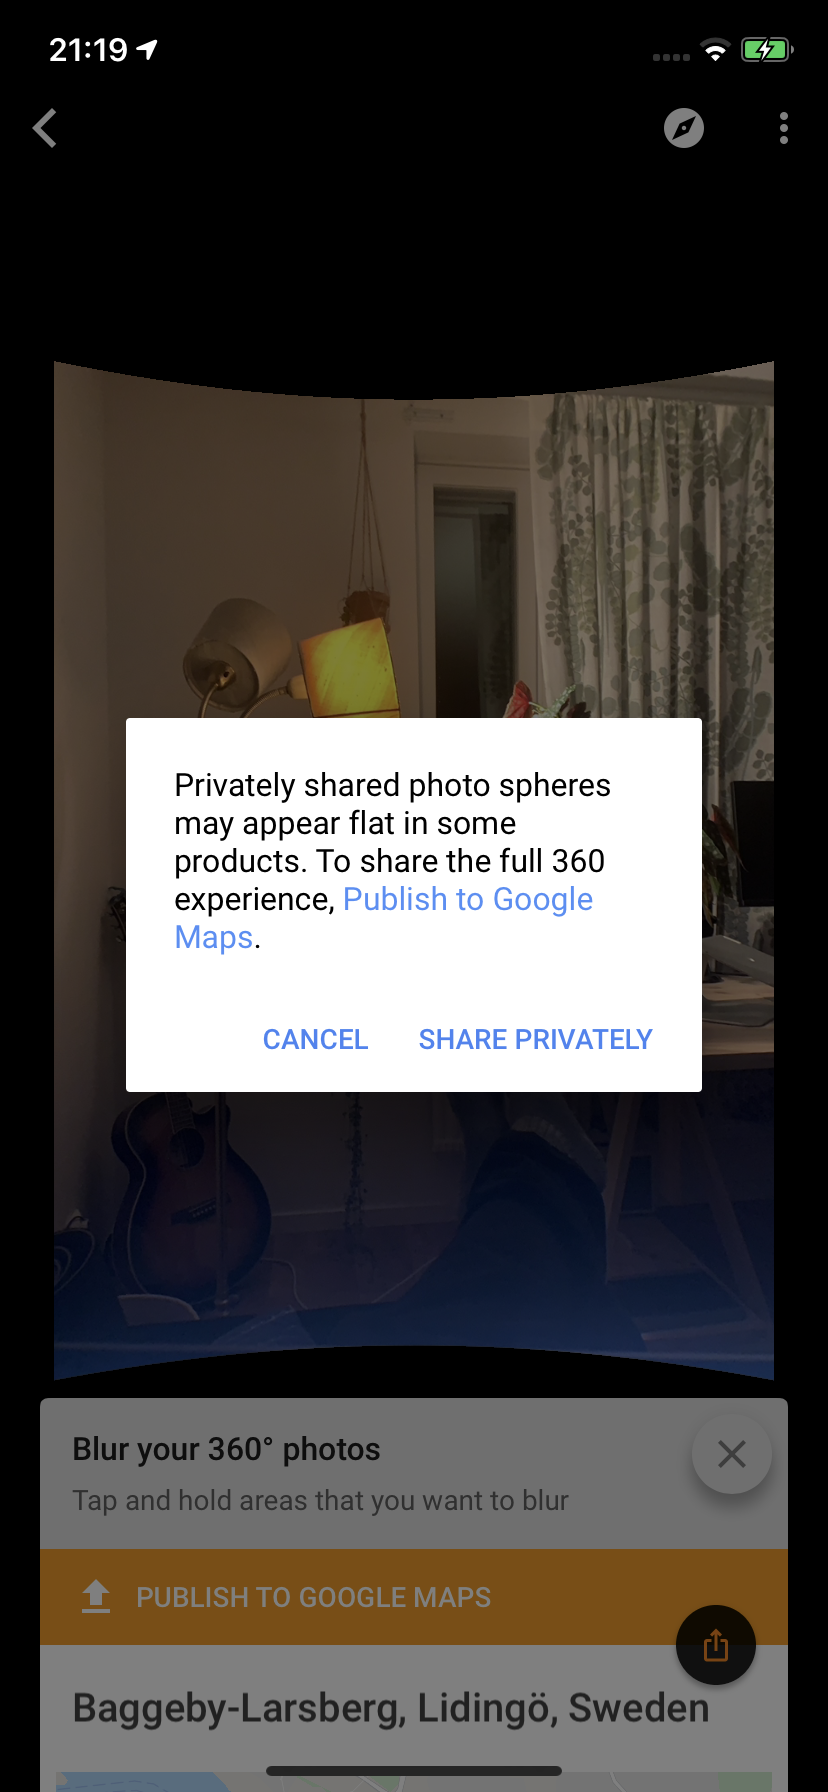 21:19
Privately shared photo spheres
may appear flat in some
products. To share the full 360
experience, Publish to Google
Maps.
CANCEL SHARE PRIVATELY
Blur your 360° photos
Tap and hold areas that you want to blur
PUBLISH TO GOOGLE MAPS
Baggeby-Larsberg, Lidingö, Sweden